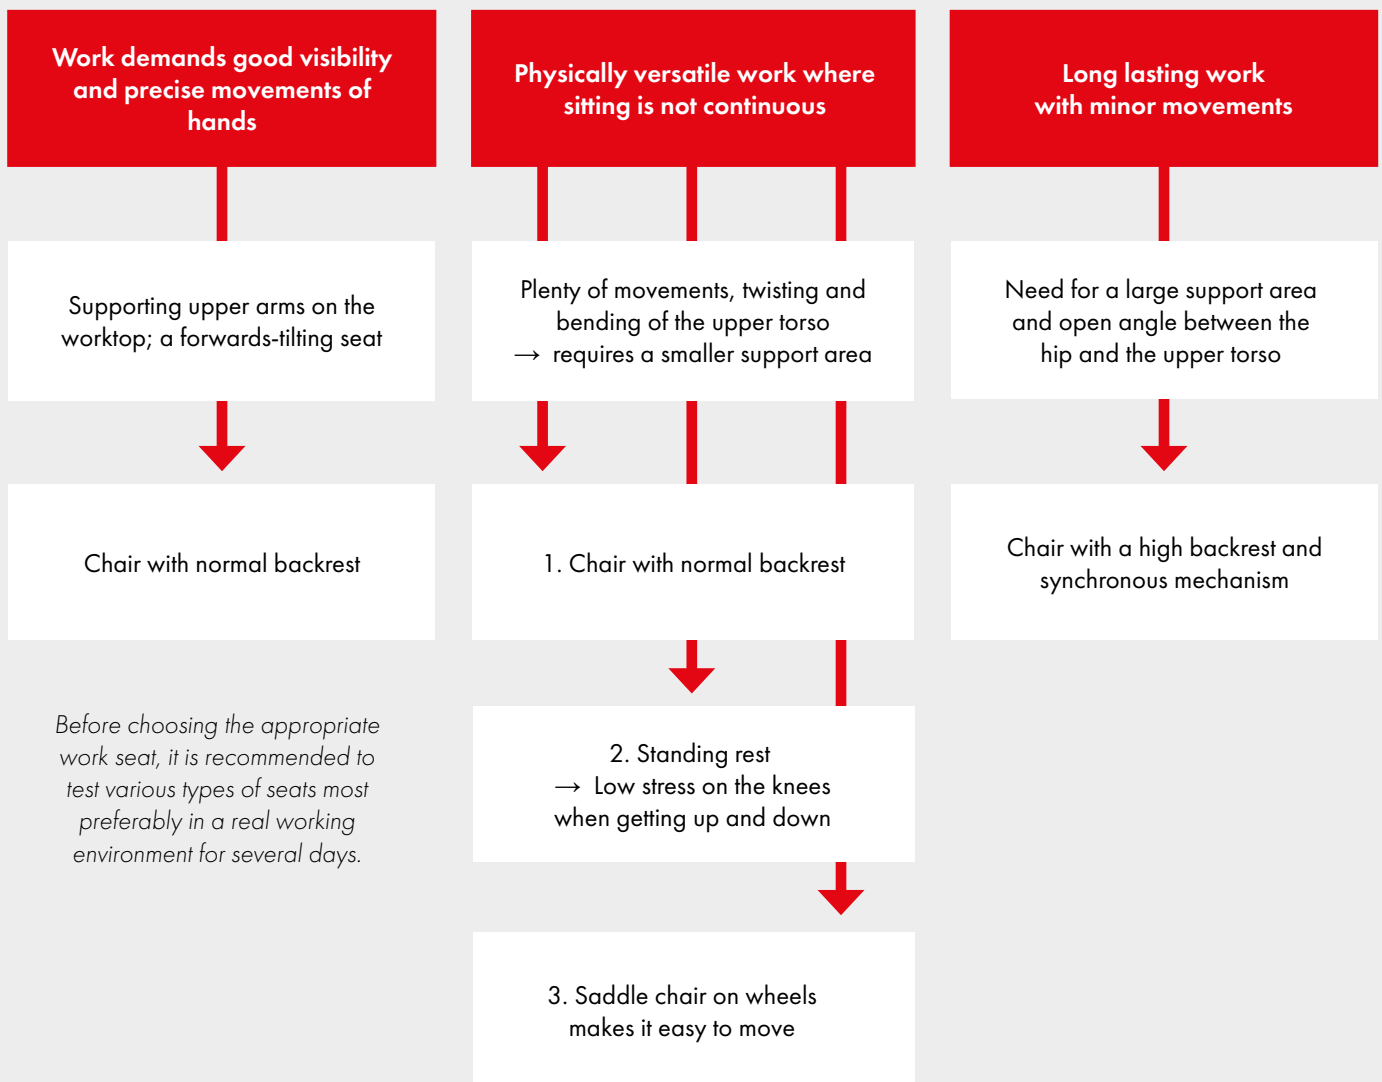 Work demands good visibility
and precise movements of
hands
Supporting upper arms on the
worktop; a forwards-tilting seat
Chair with normal backrest
Before choosing the appropriate
work seat, it is recommended to
test various types of seats most
preferably in a real working
environment for several days.
Physically versatile work where
sitting is not continuous
Plenty of movements, twisting and
bending of the upper torso
→ requires a smaller support area
1. Chair with normal backrest
2. Standing rest
→ Low stress on the knees
when getting up and down
3. Saddle chair on wheels
makes it easy to move
Long lasting work
with minor movements
Need for a large support area
and open angle between the
hip and the upper torso
Chair with a high backrest and
synchronous mechanism